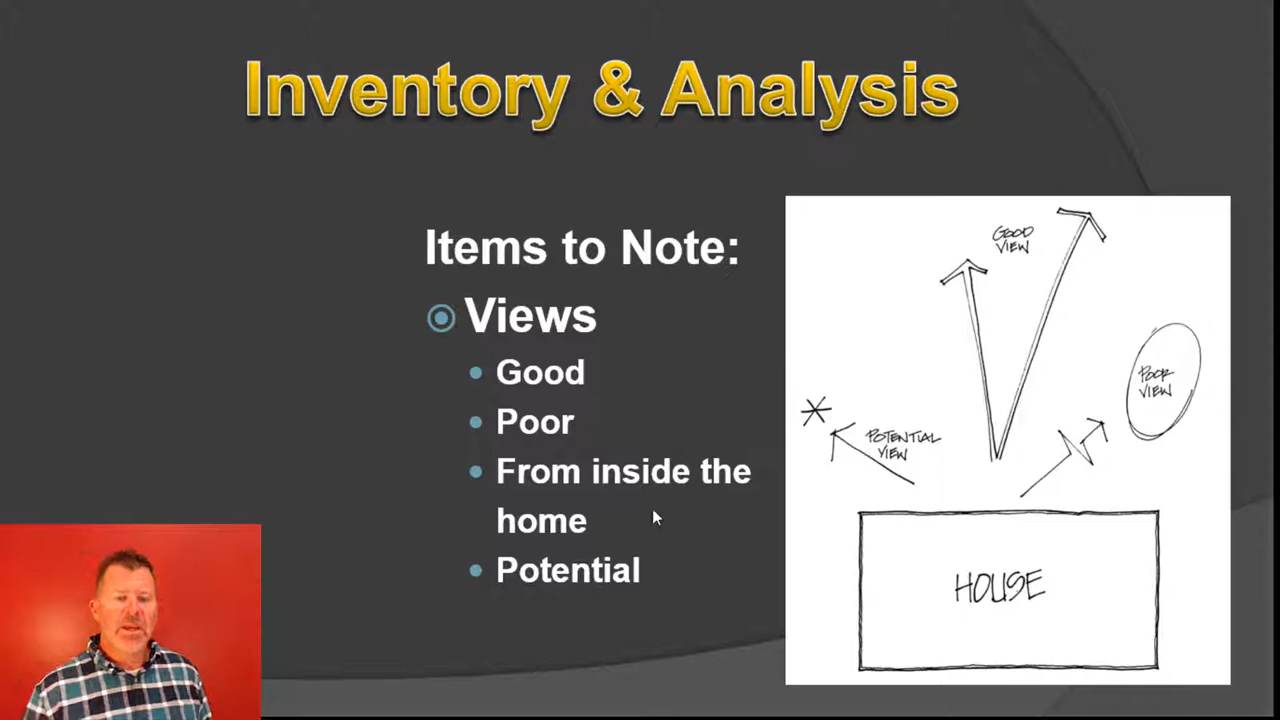 Inventory & Analysis
Items to Note:
Views
Good
Poor
From inside the
home
Potential
GOOD
VIEW
POOR
VIEW
POTENTIAL
VIEW
HOUSE